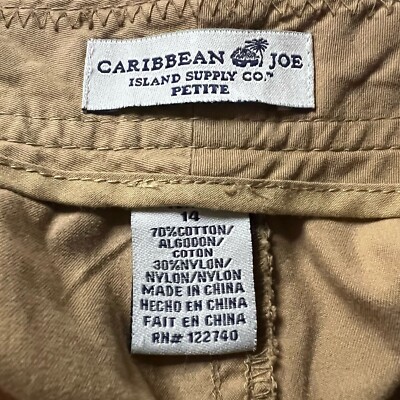 CARIBBEAN JOE
ISLAND SUPPLY CO.™
PETITE
14
70%COTTON/
ALGODON/
COTON
30%NYLON/
NYLON/NYLON
MADE IN CHINA
HECHO EN CHINA
FAIT EN CHINA
RN# 122740